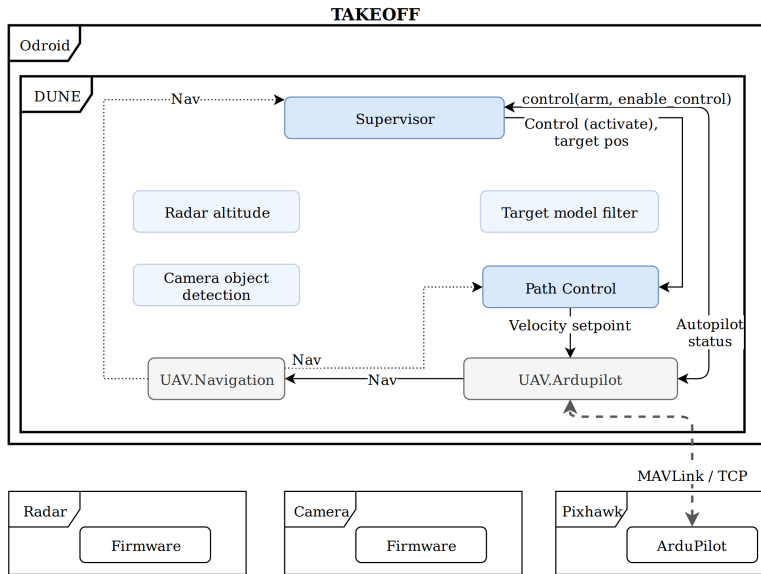 TAKEOFF
Odroid
DUNE
Nav
Supervisor
control(arm, enable_control)
Control (activate),
target pos
Radar altitude
Target model filter
Camera object
detection
Path Control
Velocity setpoint
Autopilot
status
Nav
UAV.Navigation
Nav
UAV.Ardupilot
MAVLink / TCP
Radar
Firmware
Camera
Firmware
Pixhawk
ArduPilot